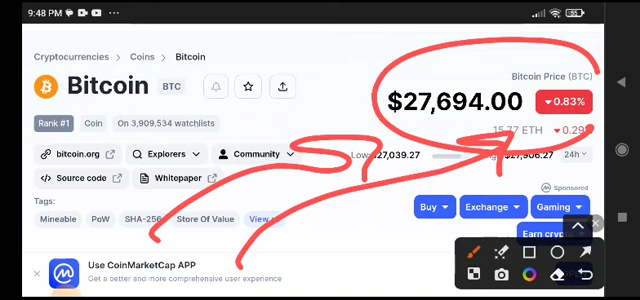 9:48 PM
Cryptocurrencies > Coins > Bitcoin
Bitcoin BTC
Bitcoin Price (BTC)
$27,694.00 0.83%
15.77 ETH 0.29%
Rank #1 Coin On 3,909,534 watchlists
bitcoin.org Explorers Community
Low: $27,039.27 $27,906.27 24h
Source code Whitepaper
Sponsored
Tags:
Buy Exchange Gaming
Mineable PoW SHA-256 Store Of Value View
Earn crypto
Use CoinMarketCap APP
Get a better and more comprehensive user experience